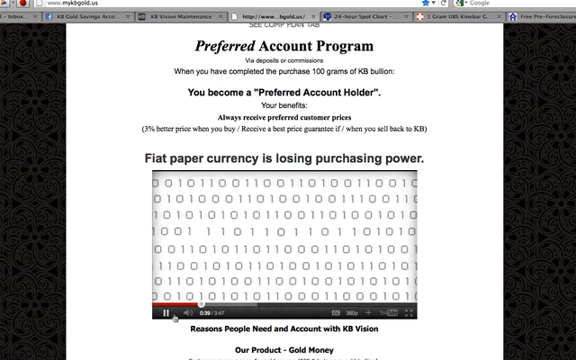 www.mykbgold.us
Google
KB Gold Savings Acco...
KB Vision Maintenance
24-hour Spot Chart -
1 Gram UBS Kinebar G
Free Pre-Foreclosure
SEE COMP PLAN TAB
Preferred Account Program
Via deposits or commissions
When you have completed the purchase 100 grams of KB bullion:
You become a "Preferred Account Holder".
Your benefits:
Always receive preferred customer prices
(3% better price when you buy / Receive a best price guarantee if / when you sell back to KB)
Fiat paper currency is losing purchasing power.
0:39 / 3:47
360p
Reasons People Need and Account with KB Vision
Our Product - Gold Money